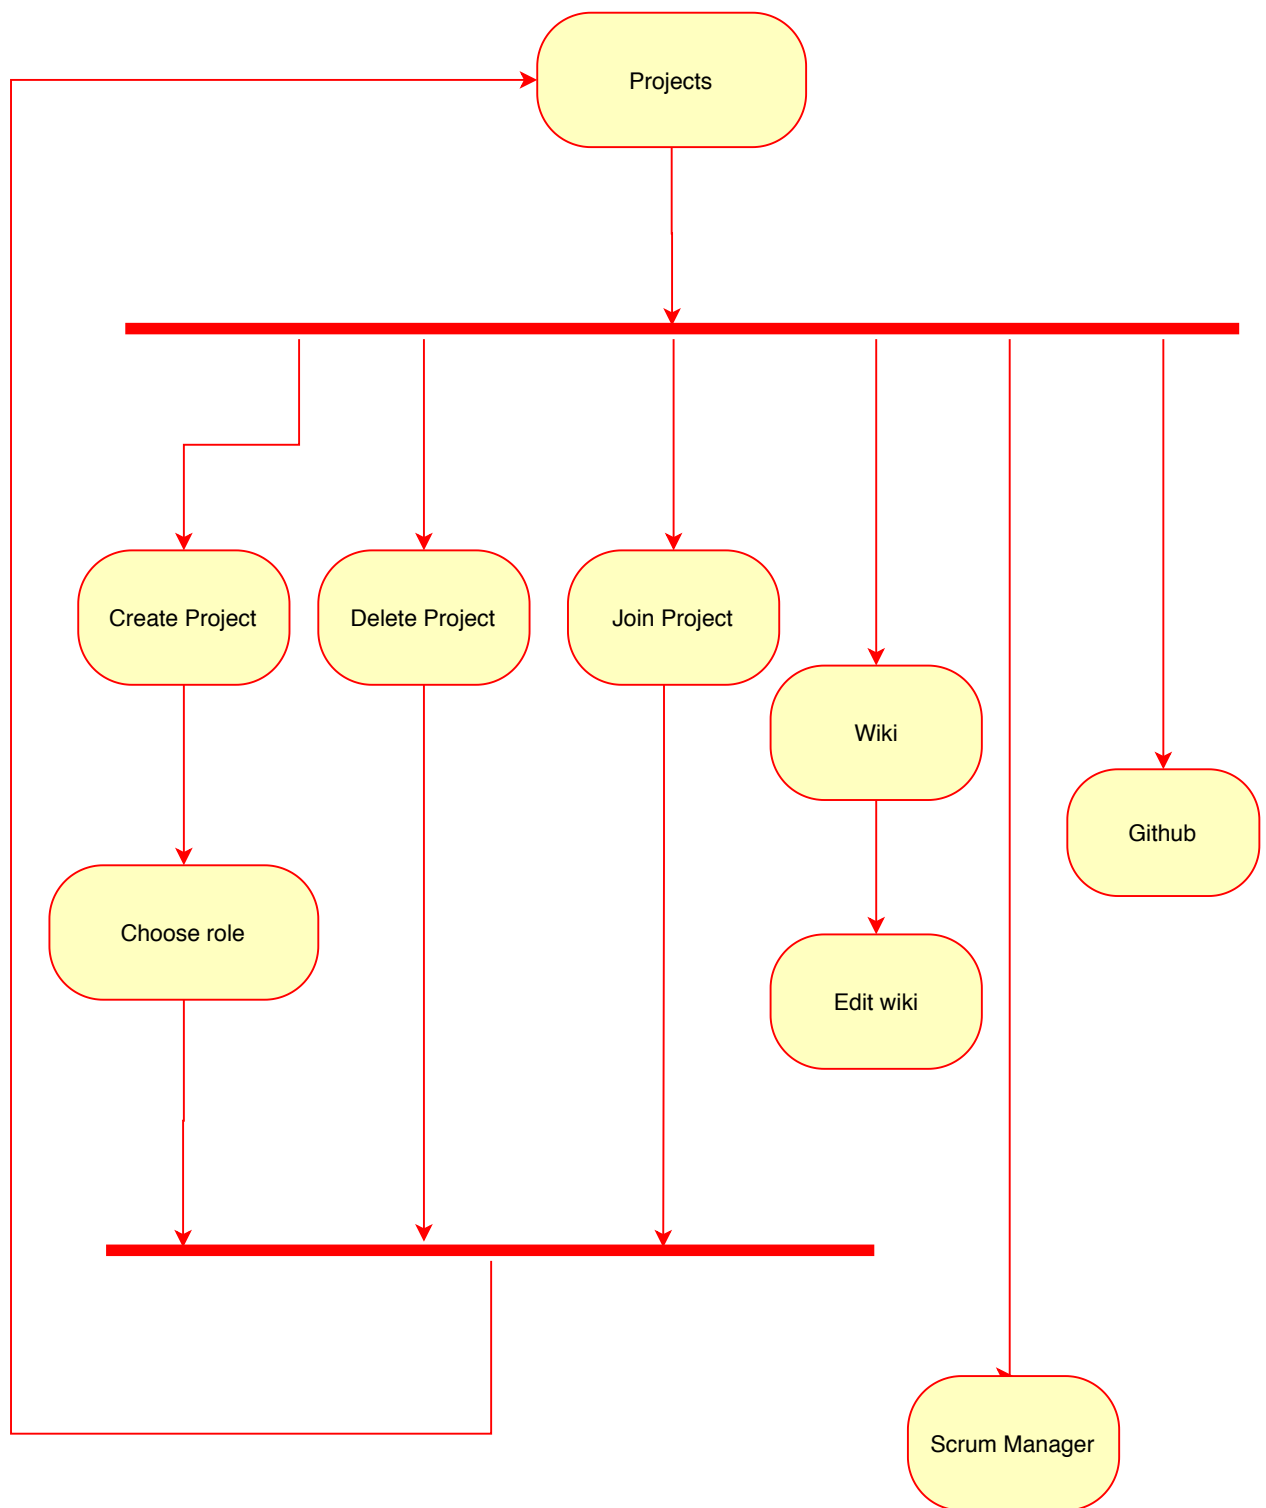 Projects
Create Project
Delete Project
Join Project
Wiki
Github
Choose role
Edit wiki
Scrum Manager